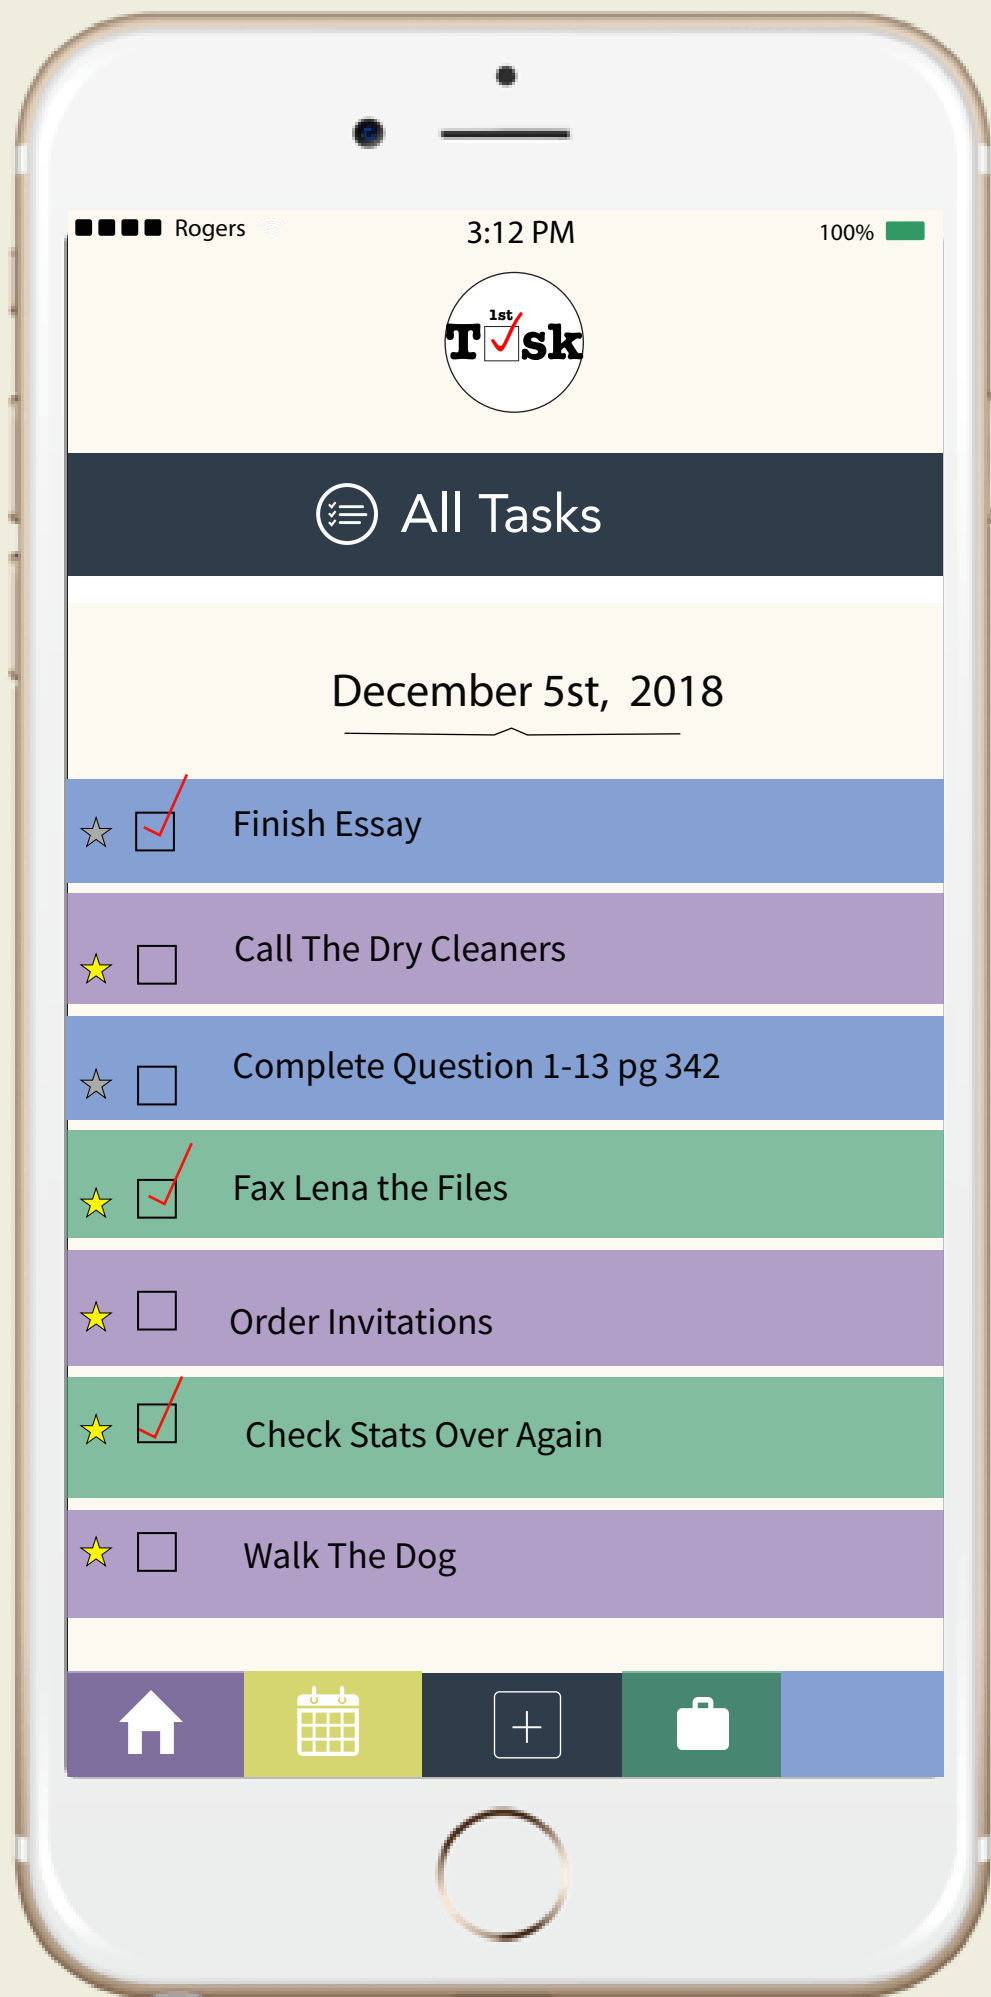 Rogers 3:12 PM 100%
1st
T sk
All Tasks
December 5st, 2018
Finish Essay
Call The Dry Cleaners
Complete Question 1-13 pg 342
Fax Lena the Files
Order Invitations
Check Stats Over Again
Walk The Dog